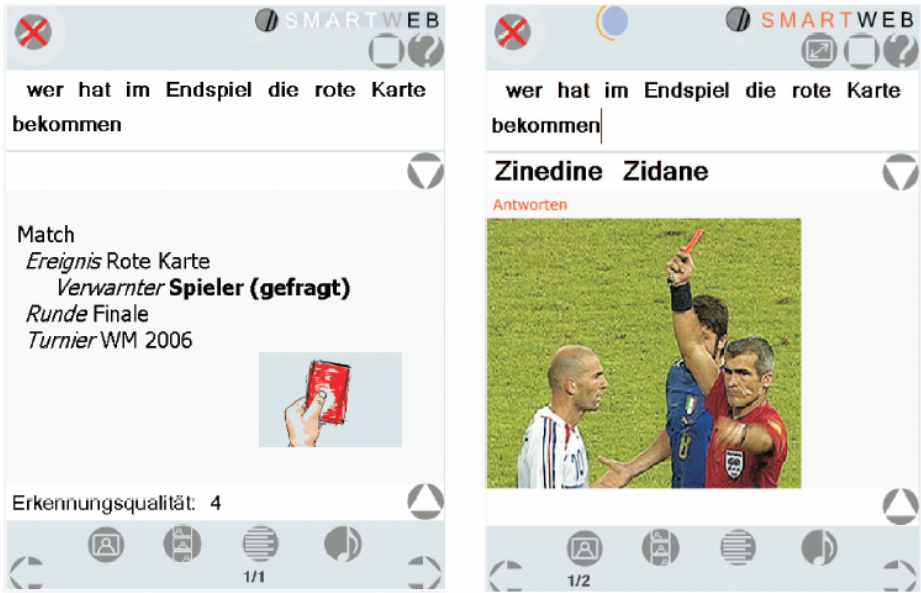 SMARTWEB
?
wer hat im Endspiel die rote Karte
bekommen
Match
Ereignis Rote Karte
Verwarnter Spieler (gefragt)
Runde Finale
Turnier WM 2006
Erkennungsqualität: 4
1/1
SMARTWEB
?
wer hat im Endspiel die rote Karte
bekommen
Zinedine Zidane
Antworten
10
8
1/2